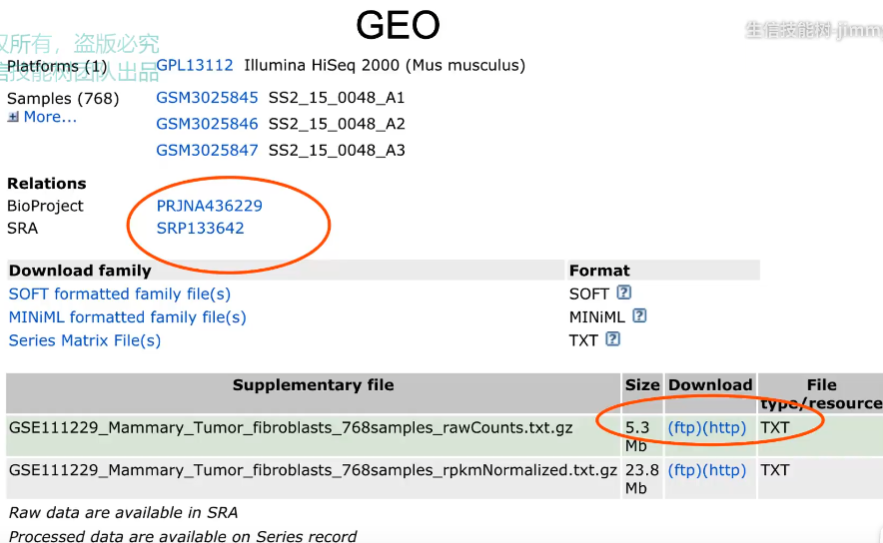 GEO
生信技能树-jimmy
权所有，盗版必究
信技能树团队出品
Platforms (1) GPL13112 Illumina HiSeq 2000 (Mus musculus)
Samples (768) GSM3025845 SS2_15_0048_A1
More... GSM3025846 SS2_15_0048_A2
GSM3025847 SS2_15_0048_A3
Relations
BioProject PRJNA436229
SRA SRP133642
Download family Format
SOFT formatted family file(s) SOFT ?
MINiML formatted family file(s) MINiML ?
Series Matrix File(s) TXT ?
Supplementary file Size Download File type/resource
GSE111229_Mammary_Tumor_fibroblasts_768samples_rawCounts.txt.gz 5.3 Mb (ftp)(http) TXT
GSE111229_Mammary_Tumor_fibroblasts_768samples_rpkmNormalized.txt.gz 23.8 Mb (ftp)(http) TXT
Raw data are available in SRA
Processed data are available on Series record